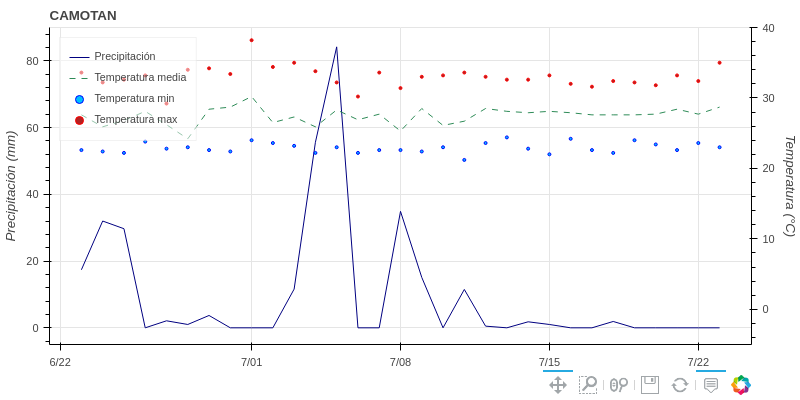 CAMOTAN
Precipitación
Temperatura media
Temperatura min
Temperatura max
Precipitación (mm)
80
60
40
20
0
Temperatura (°C)
40
30
20
10
0
6/22
7/01
7/08
7/15
7/22